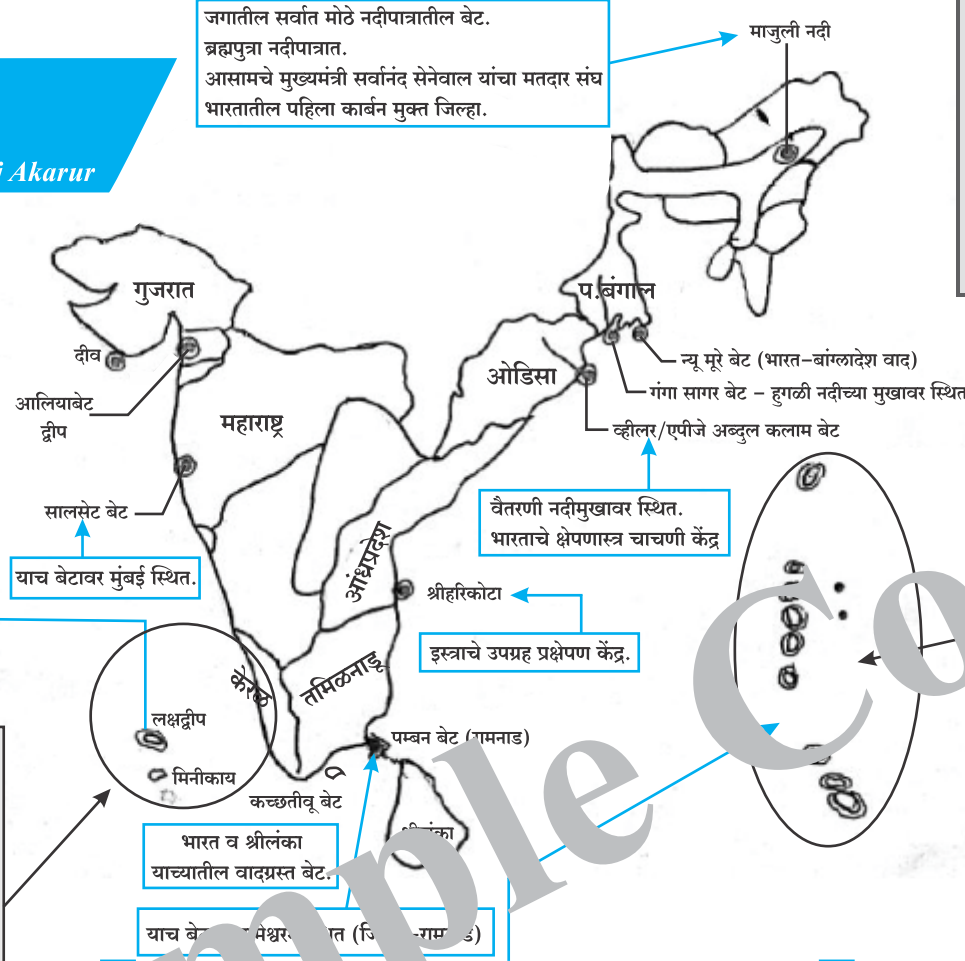 जगातील सर्वात मोठे नदीपात्रातील बेट.
ब्रह्मपुत्रा नदीपात्रात.
आसामचे मुख्यमंत्री सर्वानंद सेनेवाल यांचा मतदार संघ
भारतातील पहिला कार्बन मुक्त जिल्हा.
माजुली नदी
Akarur
गुजरात
प.बंगाल
दीव
न्यू मूरे बेट (भारत-बांग्लादेश वाद)
ओडिसा
गंगा सागर बेट - हुगळी नदीच्या मुखावर स्थित
आलियाबेट
द्वीप
महाराष्ट्र
व्हीलर/एपीजे अब्दुल कलाम बेट
सालसेट बेट
वैतरणी नदीमुखावर स्थित.
भारताचे क्षेपणास्त्र चाचणी केंद्र
याच बेटावर मुंबई स्थित.
आंध्रप्रदेश
श्रीहरिकोटा
इस्त्राचे उपग्रह प्रक्षेपण केंद्र.
केरळ
तमिळनाडू
लक्षद्वीप
पम्बन बेट (रामनाड)
मिनीकाय
कच्छतीवू बेट
श्रीलंका
भारत व श्रीलंका
याच्यातील वादग्रस्त बेट.
याच
mple Co